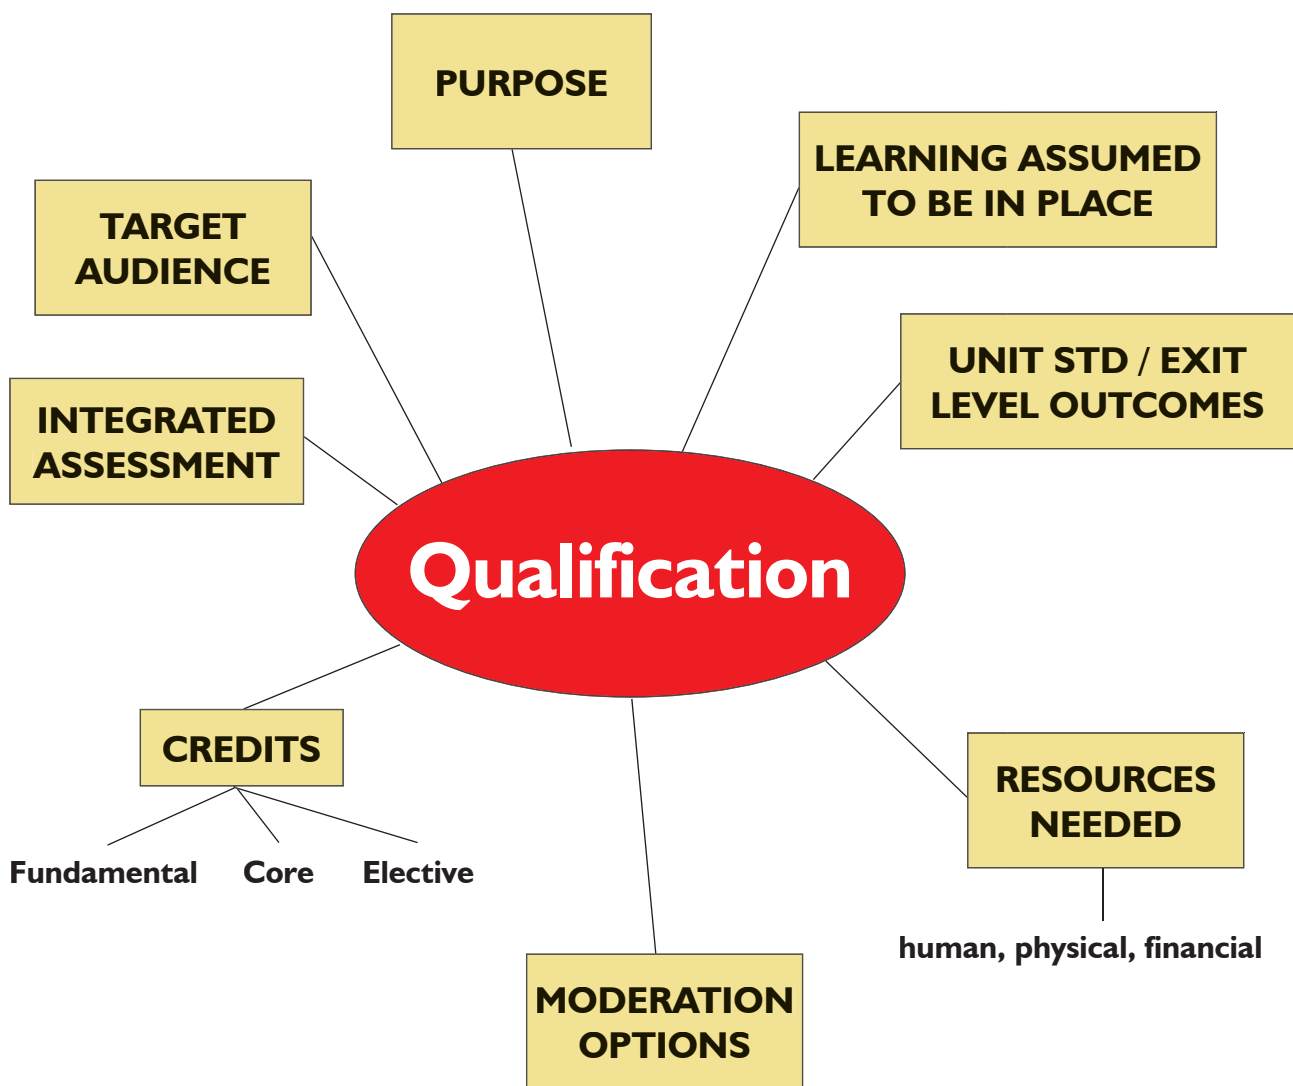 PURPOSE
LEARNING ASSUMED
TO BE IN PLACE
TARGET
AUDIENCE
UNIT STD / EXIT
LEVEL OUTCOMES
INTEGRATED
ASSESSMENT
Qualification
CREDITS
Fundamental
Core
Elective
RESOURCES
NEEDED
human, physical, financial
MODERATION
OPTIONS